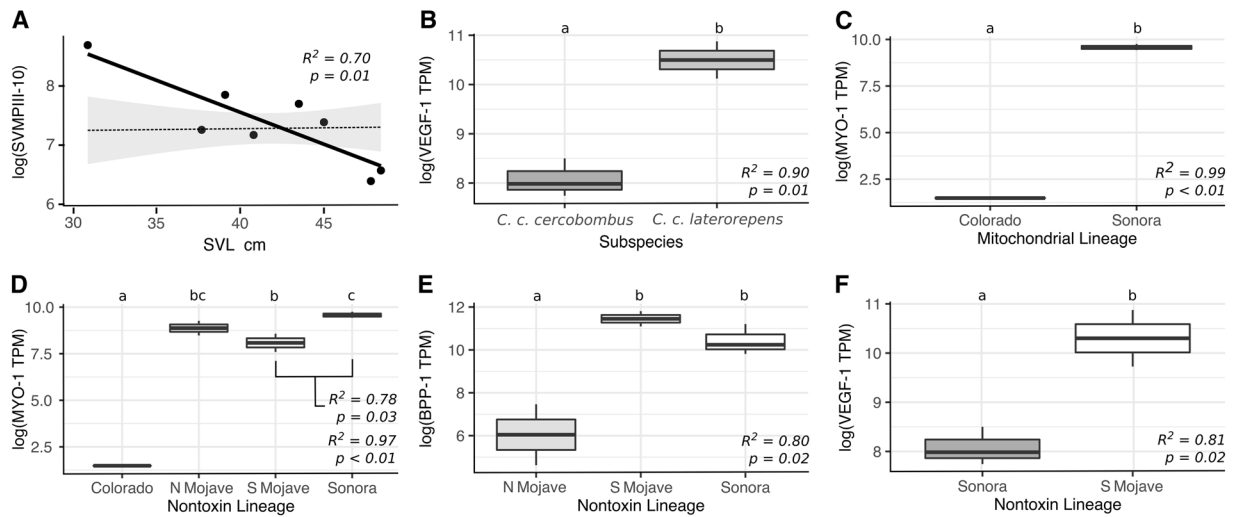 A
log(SVMPIII-10)
8
7
6
R² = 0.70
p = 0.01
30 35 40 45
SVL cm
B
a b
log(VEGF-1 TPM)
11
10
9
8
R² = 0.90
p = 0.01
C. c. cercobombus C. c. laterorepens
Subspecies
C
a b
log(MYO-1 TPM)
10.0
7.5
5.0
2.5
R² = 0.99
p < 0.01
Colorado Sonora
Mitochondrial Lineage
D
a bc b c
log(MYO-1 TPM)
10.0
7.5
5.0
2.5
R² = 0.78
p = 0.03
R² = 0.97
p < 0.01
Colorado N Mojave S Mojave Sonora
Nontoxin Lineage
E
a b b
log(BPP-1 TPM)
12
10
8
6
R² = 0.80
p = 0.02
N Mojave S Mojave Sonora
Nontoxin Lineage
F
a b
log(VEGF-1 TPM)
11
10
9
8
R² = 0.81
p = 0.02
Sonora S Mojave
Nontoxin Lineage